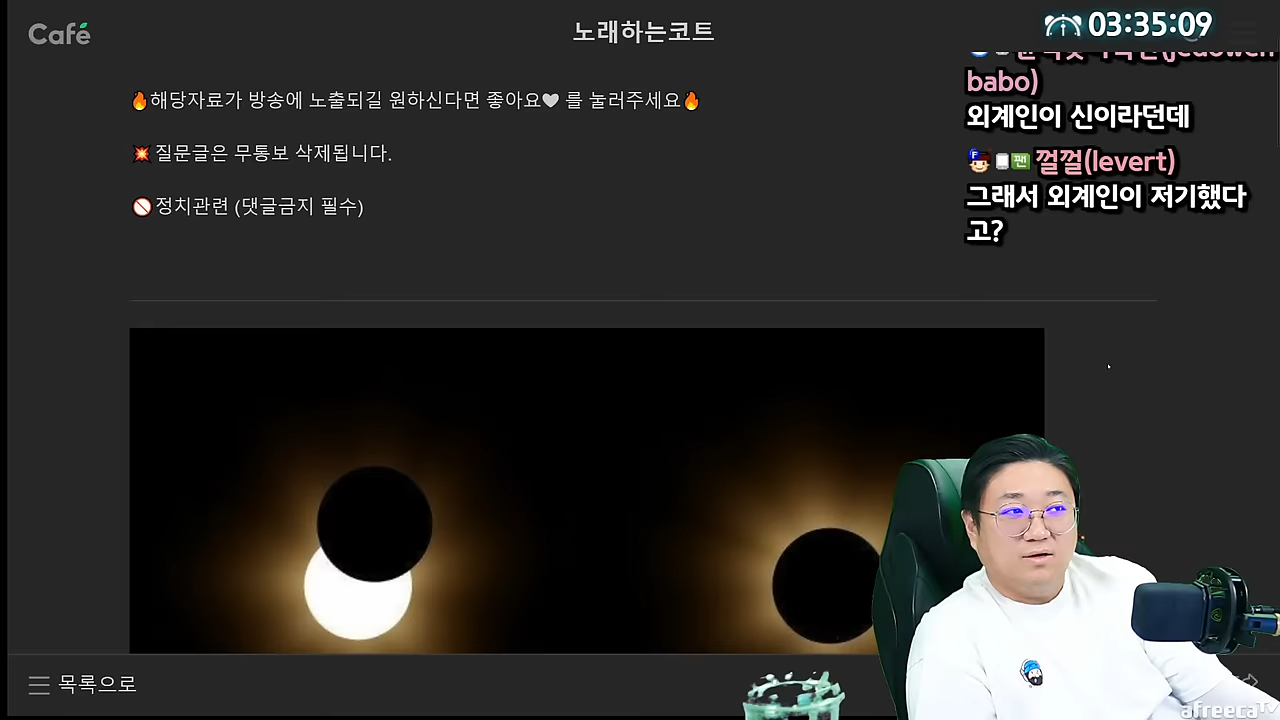 Café
노래하는코트
03:35:09
🔥해당자료가 방송에 노출되길 원하신다면 좋아요🤍 를 눌러주세요🔥
💥질문글은 무통보 삭제됩니다.
🚫정치관련 (댓글금지 필수)
babo)
외계인이 신이라던데
F 팬 껄껄(levert)
그래서 외계인이 저기했다
고?
목록으로
afreecaTV